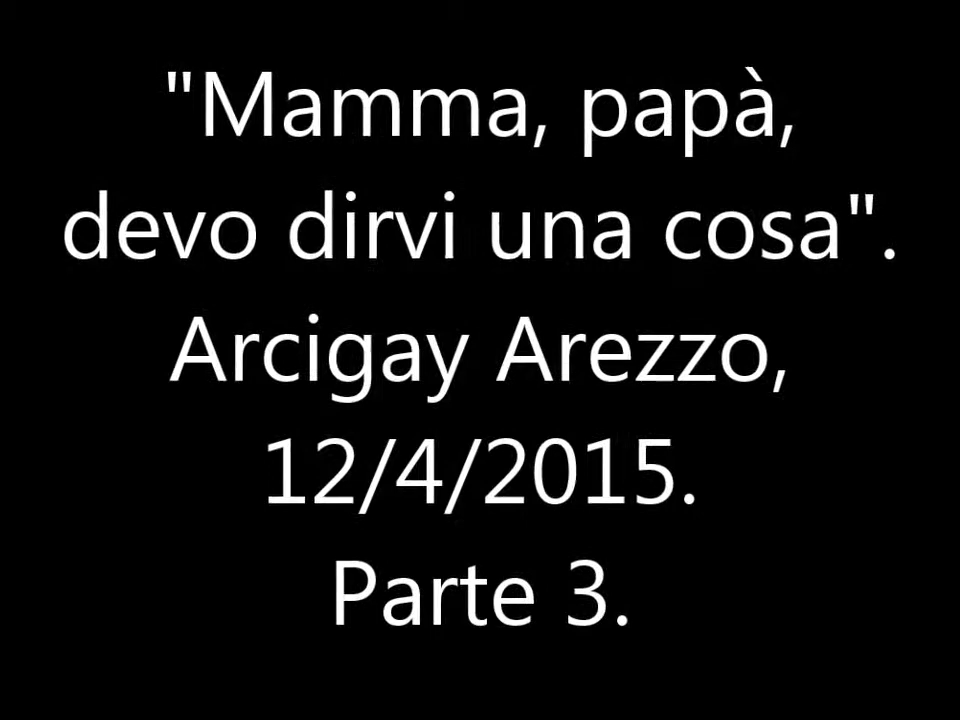 "Mamma, papà,
devo dirvi una cosa".
Arcigay Arezzo,
12/4/2015.
Parte 3.